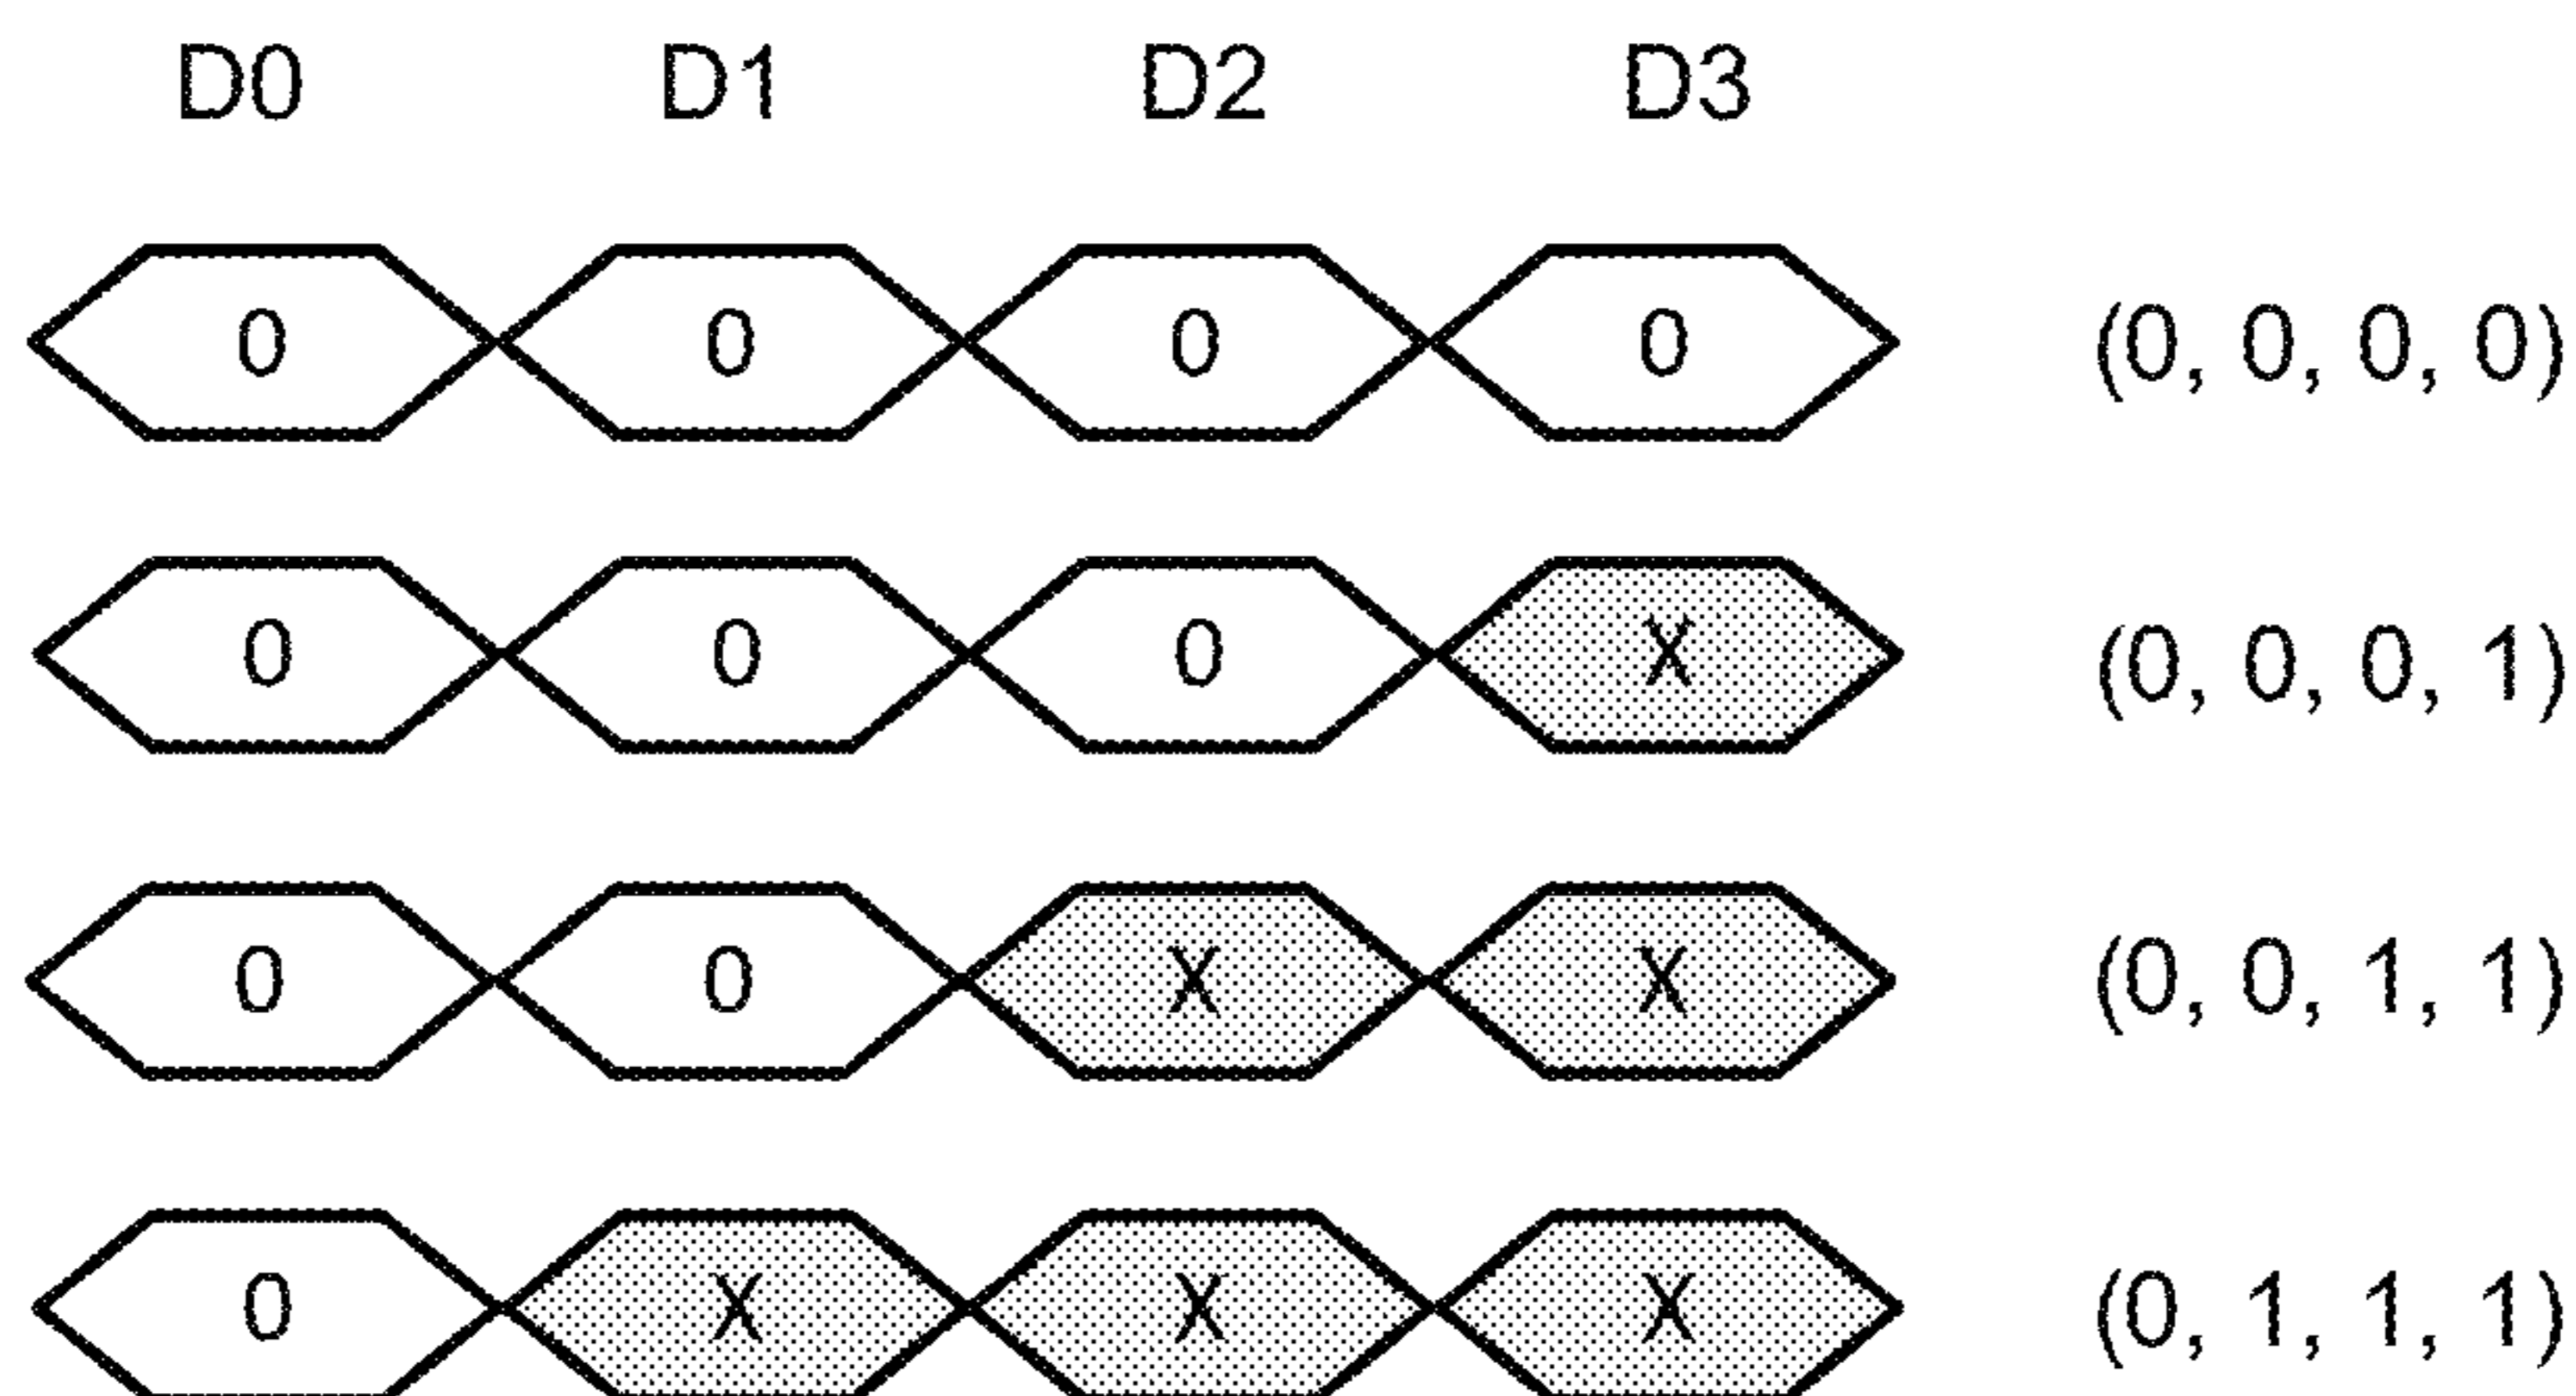 D0 D1 D2 D3
0 0 0 0 (0, 0, 0, 0)
0 0 0 X (0, 0, 0, 1)
0 0 X X (0, 0, 1, 1)
0 X X X (0, 1, 1, 1)